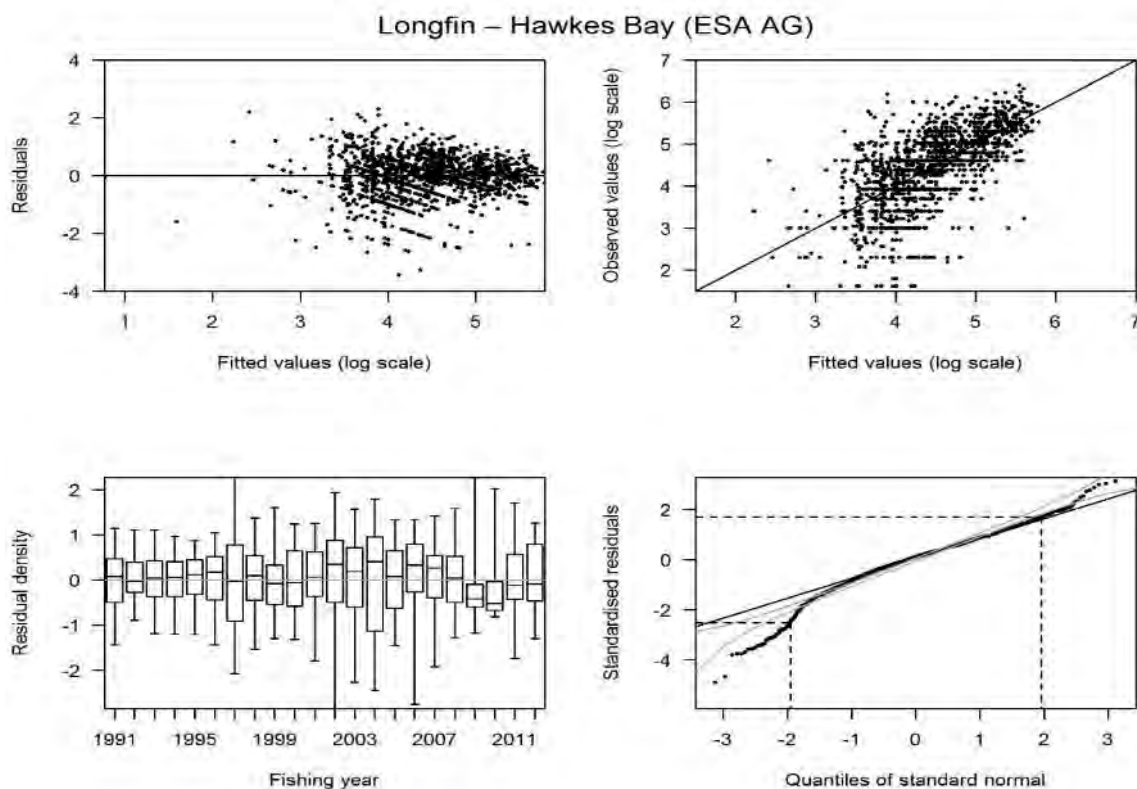 Longfin – Hawkes Bay (ESA AG)
4
2
0
-2
-4
Residuals
1 2 3 4 5
Fitted values (log scale)
7
6
5
4
3
2
Observed values (log scale)
2 3 4 5 6 7
Fitted values (log scale)
2
1
0
-1
-2
Residual density
1991 1995 1999 2003 2007 2011
Fishing year
2
0
-2
-4
Standardised residuals
-3 -2 -1 0 1 2 3
Quantiles of standard normal